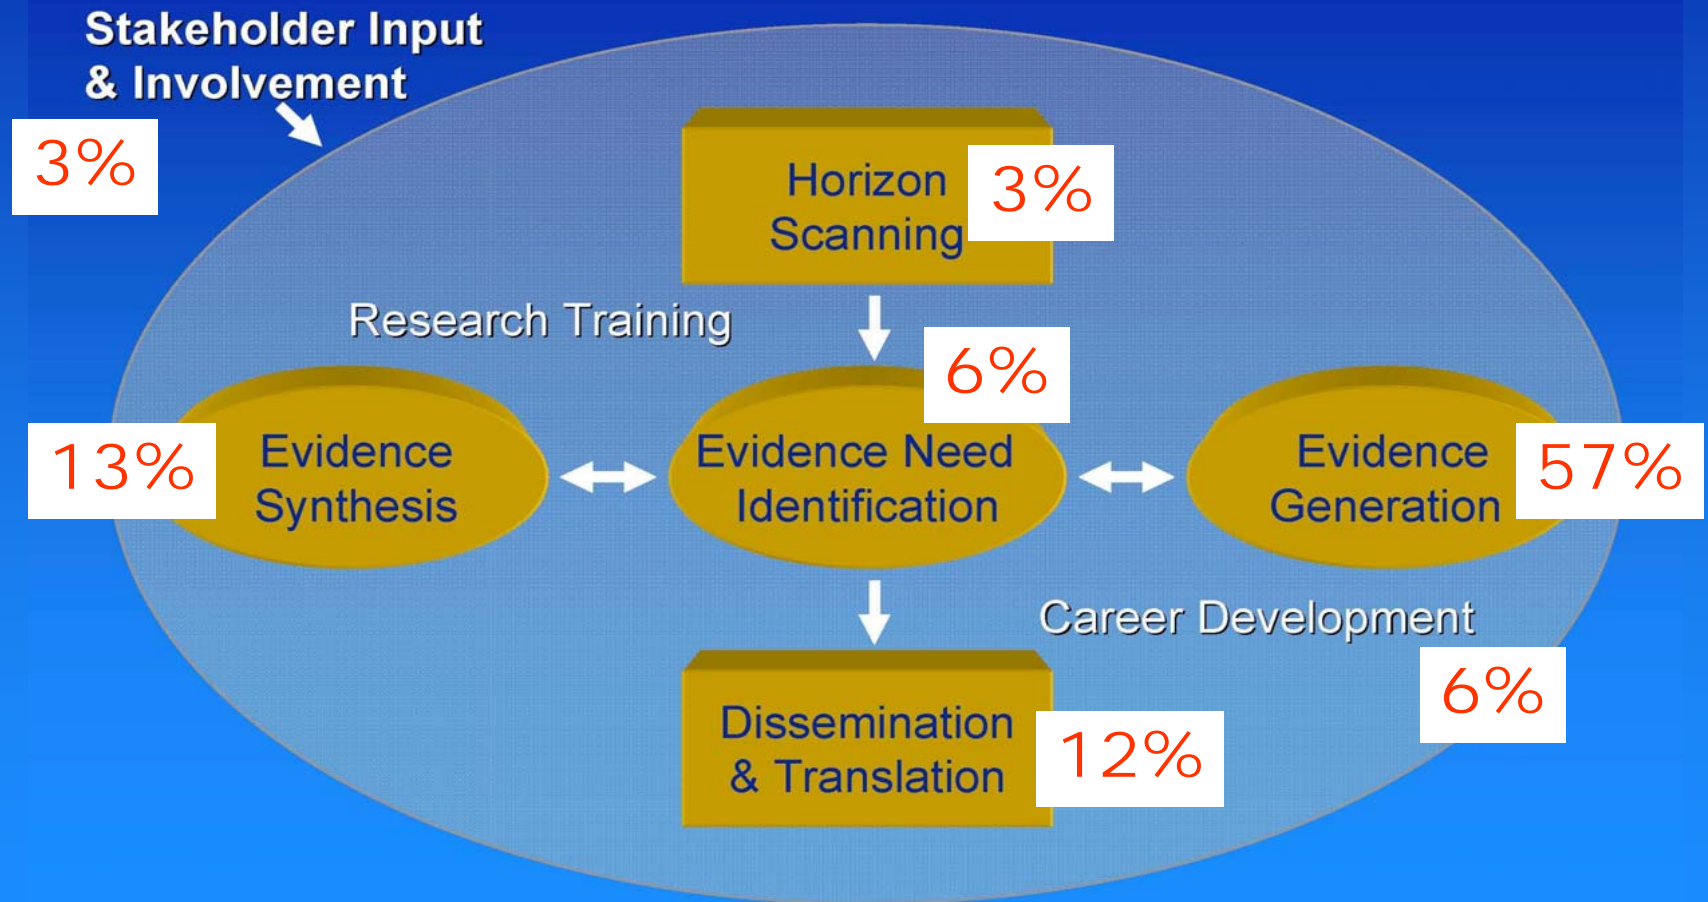 Stakeholder Input
& Involvement
3%
Horizon
Scanning
3%
Research Training
6%
13%
Evidence
Synthesis
Evidence Need
Identification
Evidence
Generation
57%
Career Development
6%
Dissemination
& Translation
12%